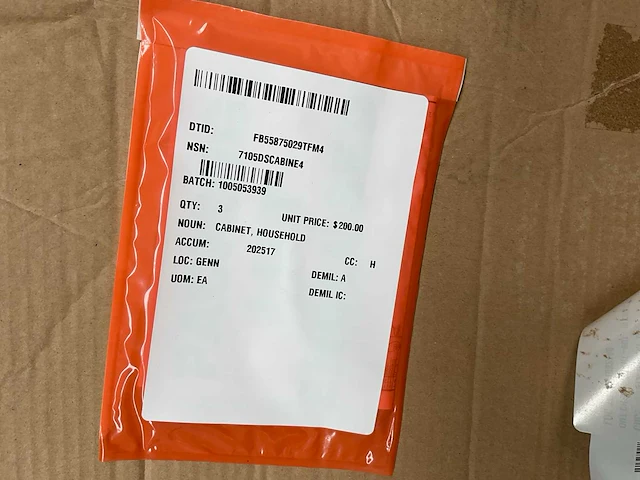 DTID: FB55875029TFM4
NSN: 7105DSCABINE4
BATCH: 1005053939
QTY: 3 UNIT PRICE: $200.00
NOUN: CABINET, HOUSEHOLD
ACCUM: 202517 CC: H
LOC: GENN DEMIL: A
UOM: EA DEMIL IC: